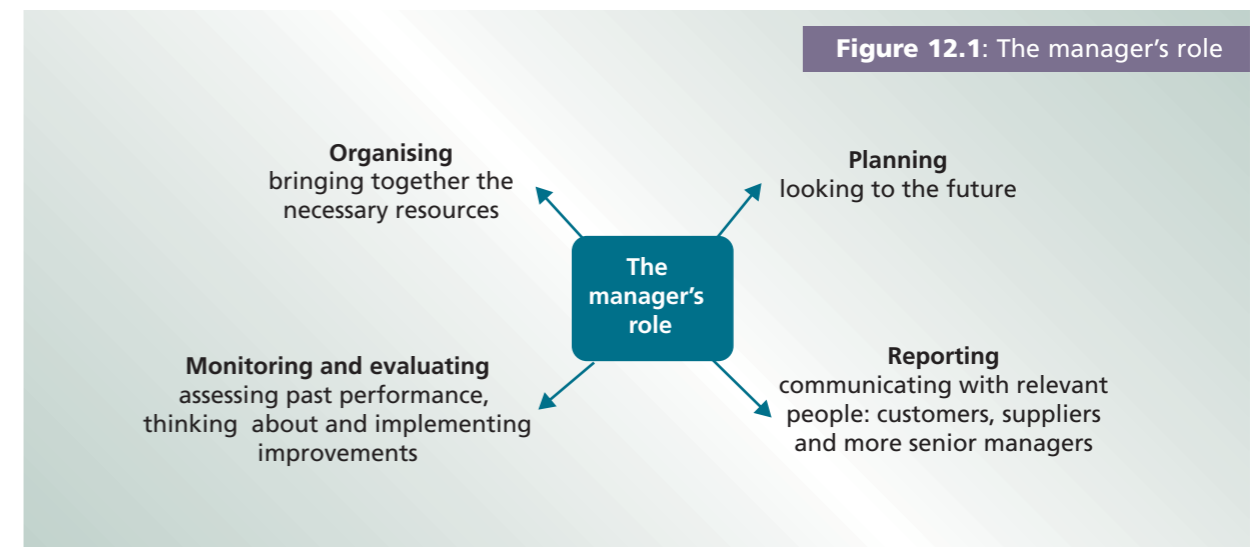 Figure 12.1: The manager's role
Organising
bringing together the
necessary resources
Planning
looking to the future
The
manager's
role
Monitoring and evaluating
assessing past performance,
thinking about and implementing
improvements
Reporting
communicating with relevant
people: customers, suppliers
and more senior managers